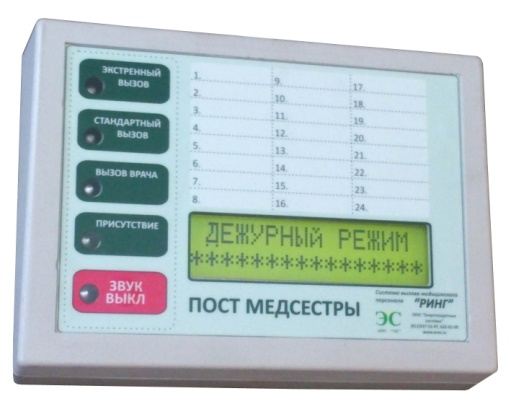 ЭКСТРЕННЫЙ
ВЫЗОВ
СТАНДАРТНЫЙ
ВЫЗОВ
ВЫЗОВ ВРАЧА
ПРИСУТСТВИЕ
ЗВУК
ВЫКЛ
1.
2.
3.
4.
5.
6.
7.
8.
9.
10.
11.
12.
13.
14.
15.
16.
17.
18.
19.
20.
21.
22.
23.
24.
ДЕЖУРНЫЙ РЕЖИМ
****************
ПОСТ МЕДСЕСТРЫ
Система вызова медицинского
персонала "РИНГ"
ЭС